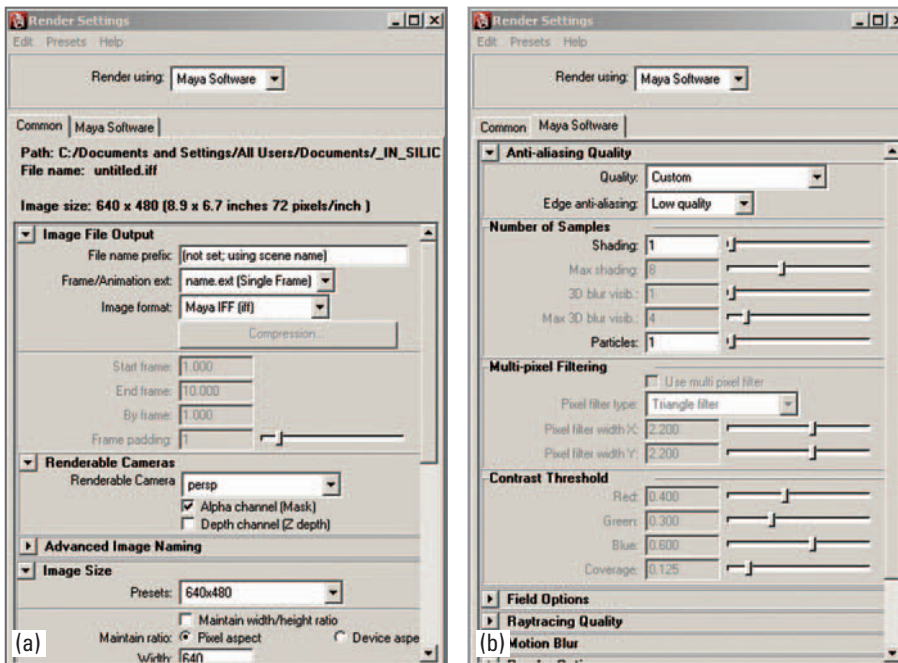 Render Settings
Edit Presets Help
Render using: Maya Software
Common Maya Software
Path: C:/Documents and Settings/All Users/Documents/_IN_SILIC
File name: untitled.iff
Image size: 640 x 480 (8.9 x 6.7 inches 72 pixels/inch )
Image File Output
File name prefix: (not set; using scene name)
Frame/Animation ext: name.ext (Single Frame)
Image format: Maya IFF (iff)
Compression...
Start frame: 1.000
End frame: 10.000
By frame: 1.000
Frame padding: 1
Renderable Cameras
Renderable Camera persp
Alpha channel (Mask)
Depth channel (Z depth)
Advanced Image Naming
Image Size
Presets: 640x480
Maintain width/height ratio
Maintain ratio: Pixel aspect Device aspe
Width: 640
(a)
Render Settings
Edit Presets Help
Render using: Maya Software
Common Maya Software
Anti-aliasing Quality
Quality: Custom
Edge anti-aliasing: Low quality
Number of Samples
Shading: 1
Max shading: 8
3D blur visib.: 1
Max 3D blur visib.: 4
Particles: 1
Multi-pixel Filtering
Use multi pixel filter
Pixel filter type: Triangle filter
Pixel filter width X: 2.200
Pixel filter width Y: 2.200
Contrast Threshold
Red: 0.400
Green: 0.300
Blue: 0.600
Coverage: 0.125
Field Options
Raytracing Quality
Motion Blur
(b)